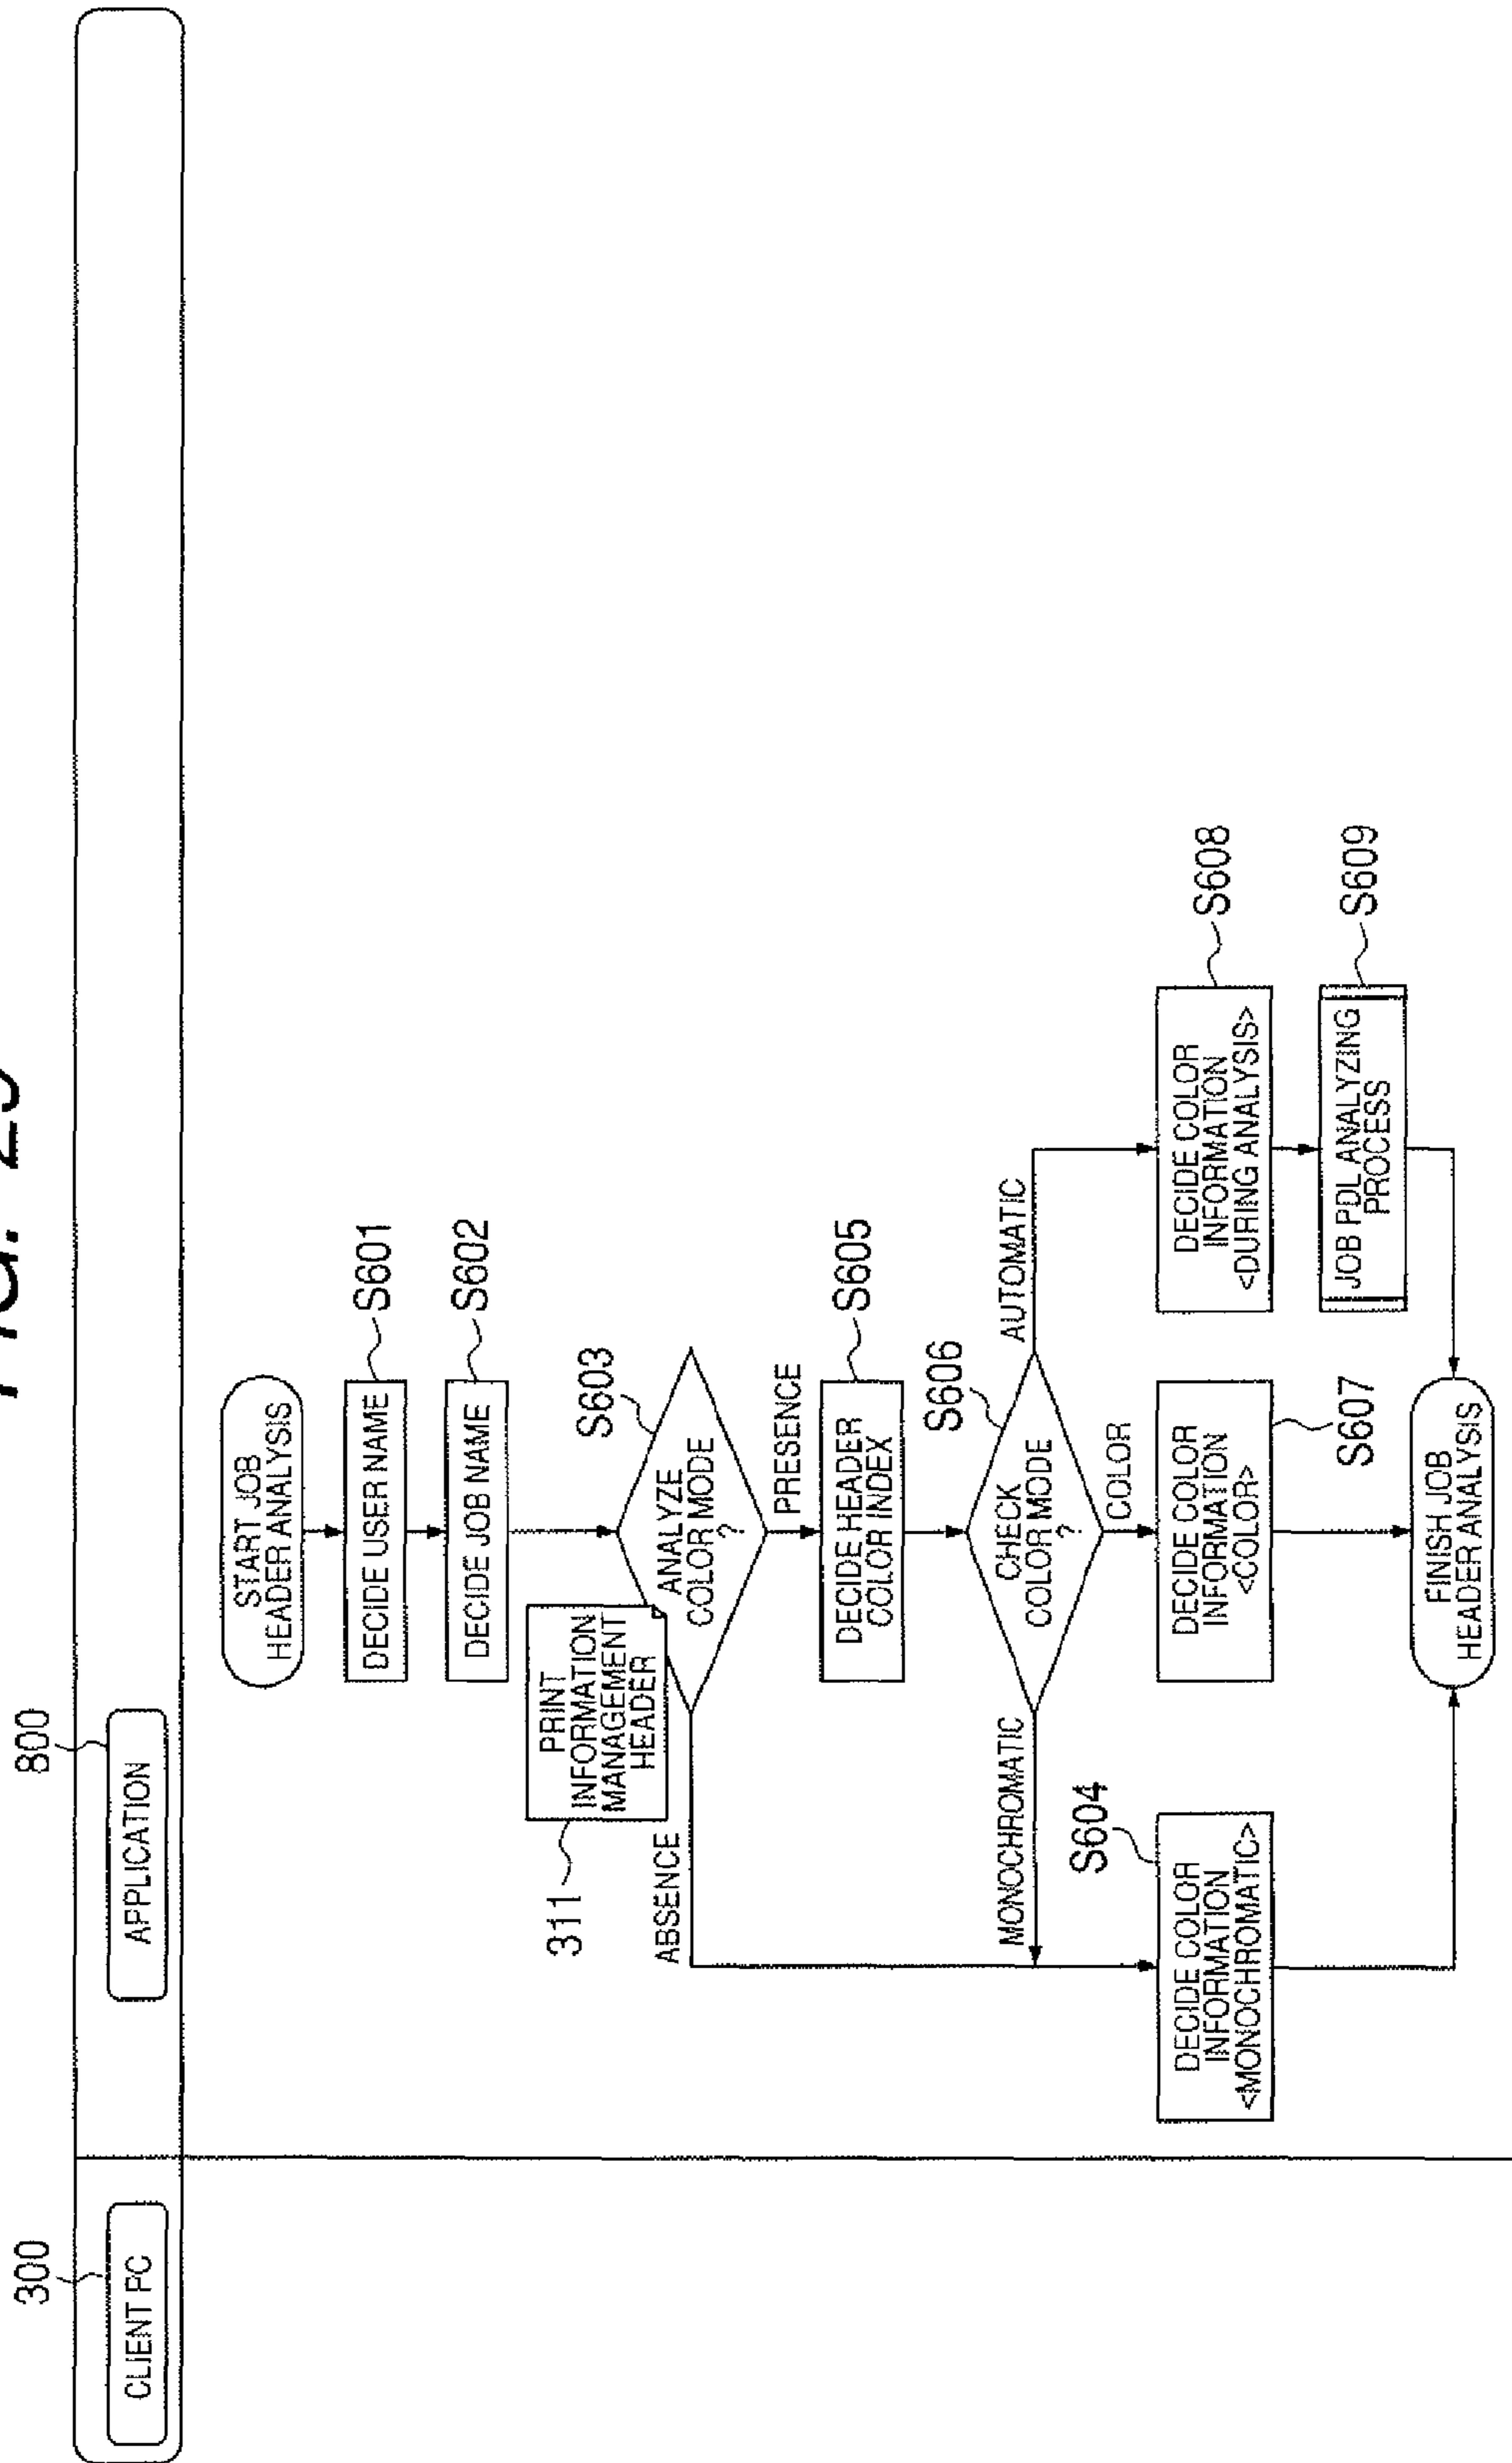 FIG.
300
CLIENT PC
800
APPLICATION
START JOB
HEADER ANALYSIS
DECIDE USER NAME
S601
DECIDE JOB NAME
S602
311
PRINT
INFORMATION
MANAGEMENT
HEADER
S603
ANALYZE
COLOR MODE
?
ABSENCE
PRESENCE
DECIDE HEADER
COLOR INDEX
S605
S606
CHECK
COLOR MODE
?
MONOCHROMATIC
COLOR
AUTOMATIC
S604
DECIDE COLOR
INFORMATION
<MONOCHROMATIC>
DECIDE COLOR
INFORMATION
<COLOR>
S607
DECIDE COLOR
INFORMATION
<DURING ANALYSIS>
S608
JOB PDL ANALYZING
PROCESS
S609
FINISH JOB
HEADER ANALYSIS